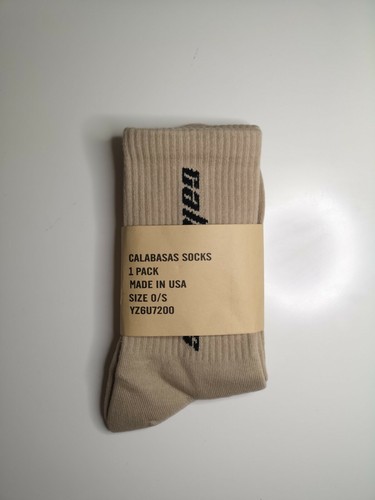 CALABASAS SOCKS
1 PACK
MADE IN USA
SIZE O/S
YZ6U7200